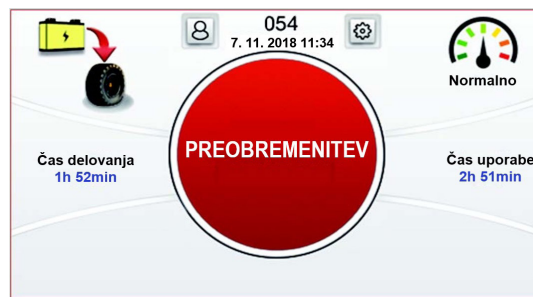 054
7. 11. 2018 11:34
Normalno
PREOBREMENITEV
Čas delovanja
1h 52min
Čas uporabe
2h 51min